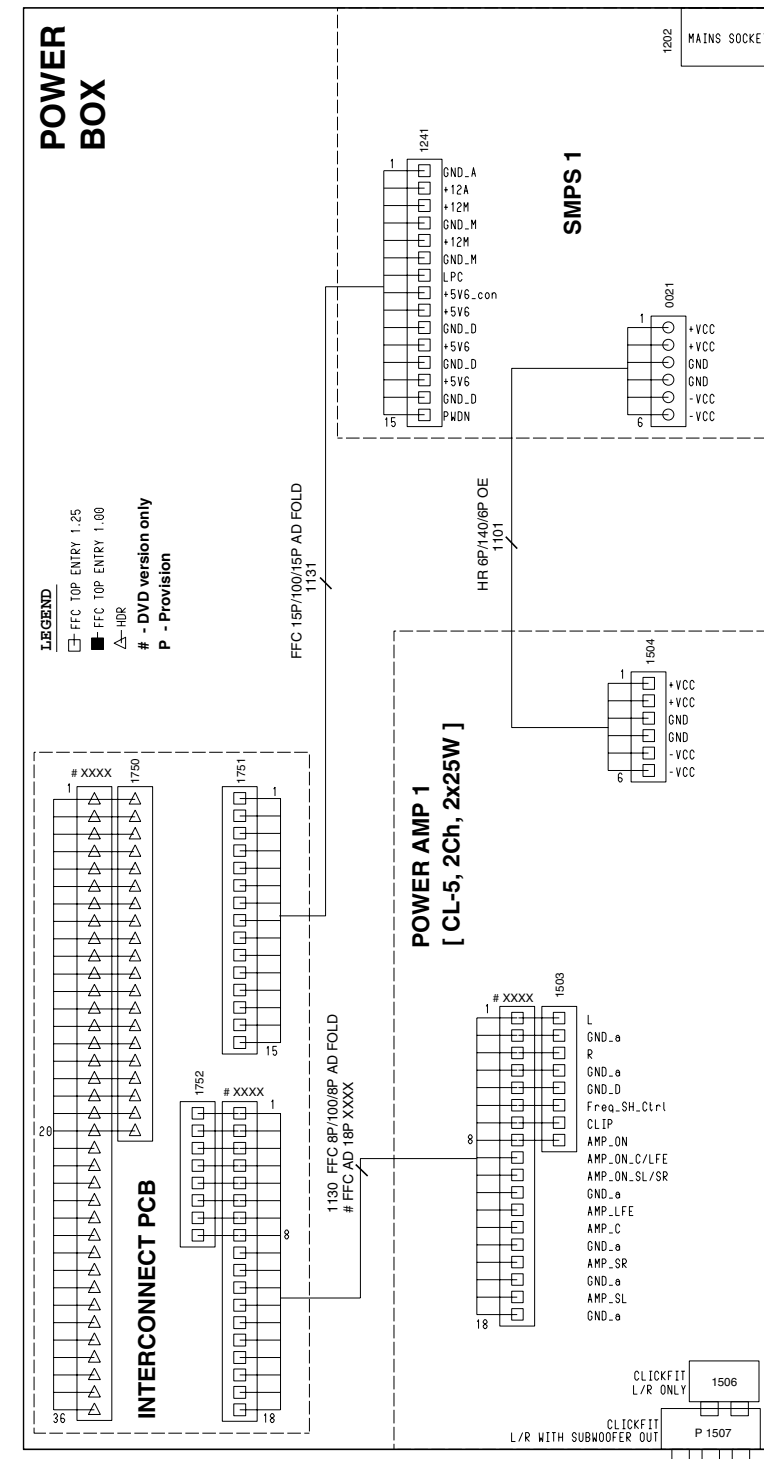 POWER
BOX
1202
MAINS SOCKE
1241
1
GND_A
+12A
+12M
GND_M
+12M
GND_M
LPC
+5V6_con
+5V6
GND_D
+5V6
GND_D
+5V6
GND_D
15
PWDN
SMPS 1
0021
1
+VCC
+VCC
GND
GND
-VCC
6
-VCC
LEGEND
FFC TOP ENTRY 1.25
FFC TOP ENTRY 1.00
HDR
# - DVD version only
P - Provision
FFC 15P/100/15P AD FOLD
1131
HR 6P/140/6P OE
1101
# XXXX
1750
1751
1
1
20
36
15
1752
# XXXX
1
8
18
INTERCONNECT PCB
1130 FFC 8P/100/8P AD FOLD
# FFC AD 18P XXXX
POWER AMP 1
[ CL-5, 2Ch, 2x25W ]
1504
1
+VCC
+VCC
GND
GND
-VCC
6
-VCC
# XXXX
1503
1
L
GND_a
R
GND_a
GND_D
Freq_SH_Ctrl
CLIP
8
AMP_ON
AMP_ON_C/LFE
AMP_ON_SL/SR
GND_a
AMP_LFE
AMP_C
GND_a
AMP_SR
GND_a
AMP_SL
18
GND_a
CLICKFIT
L/R ONLY
1506
CLICKFIT
L/R WITH SUBWOOFER OUT
P 1507